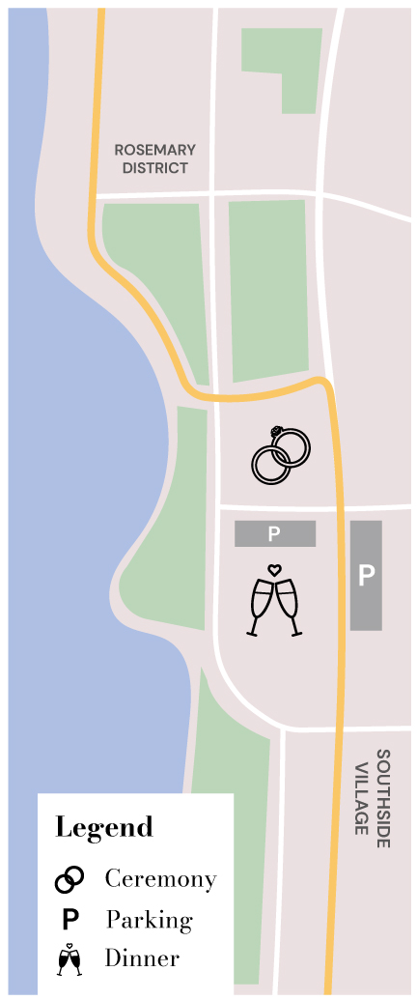 ROSEMARY
DISTRICT
P
P
SOUTHSIDE
VILLAGE
Legend
Ceremony
P Parking
Dinner